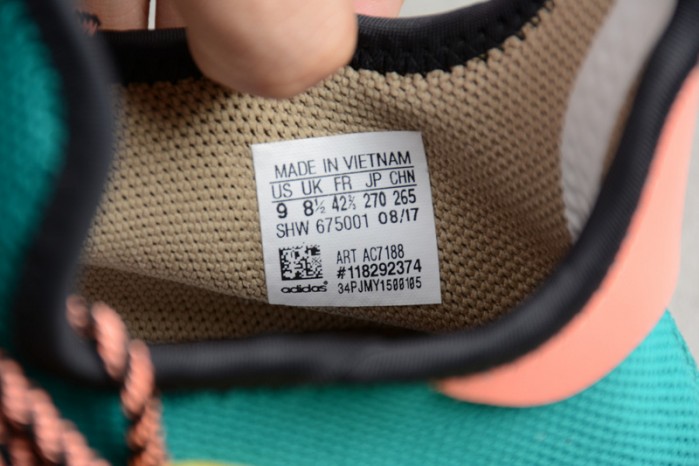 MADE IN VIETNAM
US UK FR JP CHN
9 8½ 42⅔ 270 265
SHW 675001 08/17
ART AC7188
#118292374
adidas® 34PJMY1500105